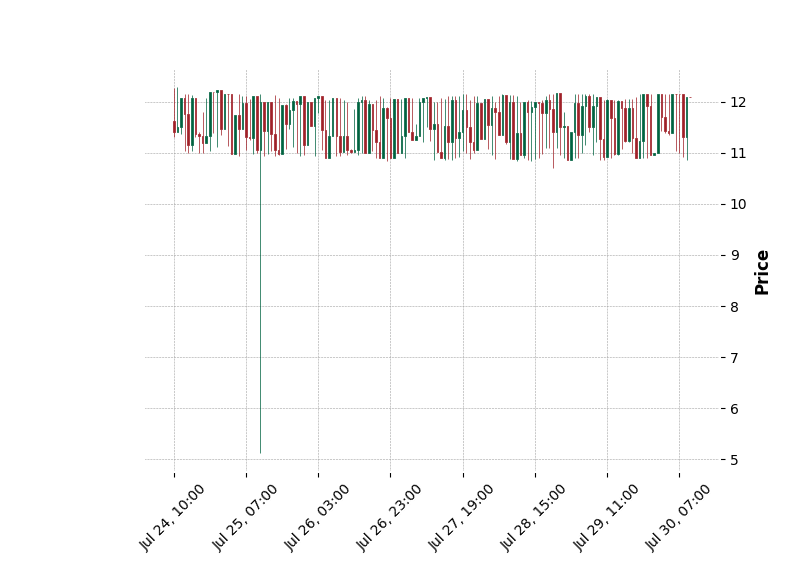 12
11
10
9
8
7
6
5
Price
Jul 24, 10:00
Jul 25, 07:00
Jul 26, 03:00
Jul 26, 23:00
Jul 27, 19:00
Jul 28, 15:00
Jul 29, 11:00
Jul 30, 07:00